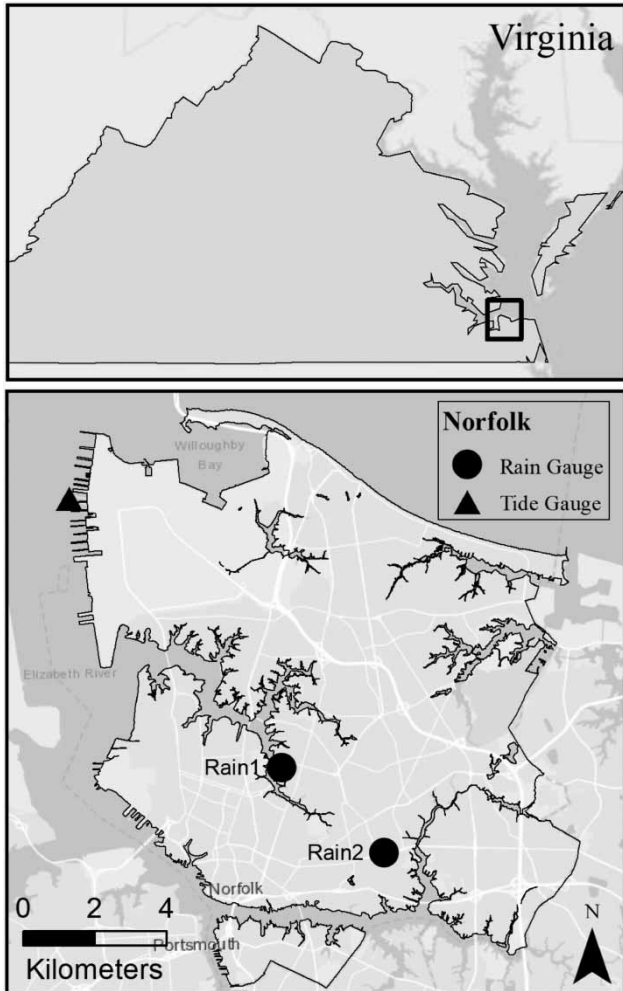 Virginia
Norfolk
Rain Gauge
Tide Gauge
Willoughby
Bay
Elizabeth River
Rain1
Rain2
Norfolk
0 2 4
Portsmouth
Kilometers
N